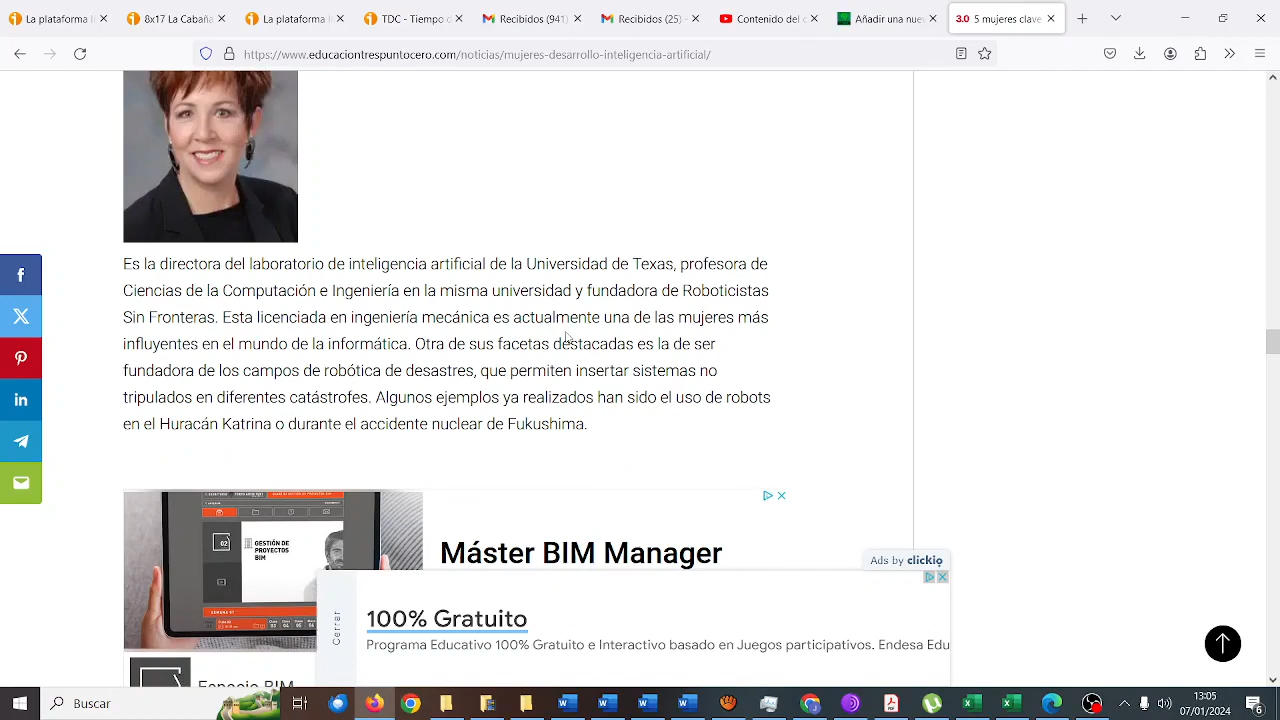 La plataforma l
8x17 Cabaña
La plataforma
TDC - Tiempo d
Recibidos (941)
Recibidos (25) -
Contenido del c
Añadir una nuev
3.0 5 mujeres clave
https://www.educaciontrespuntocero.com/noticias/mujeres-desarrollo-inteligencia-artificial/
Es la directora del laboratorio de inteligencia artificial de la Universidad de Texas, profesora de
Ciencias de la Computación e Ingeniería en la misma universidad y fundadora de Roboticistas
Sin Fronteras. Esta licenciada en ingeniería mecánica es actualmente una de las mujeres más
influyentes en el mundo de la informática. Otra de sus facetas destacadas es la de ser
fundadora de los campos de robótica de desastres, que permiten insertar sistemas no
tripulados en diferentes catástrofes. Algunos ejemplos ya realizados han sido el uso de robots
en el Huracán Katrina o durante el accidente nuclear de Fukushima.
02
GESTIÓN DE
PROYECTOS
BIM
Máster BIM Manager
Ads by clickio
100% Gratuito
Programa Educativo 100% Gratuito e Interactivo basado en Juegos participativos. Endesa Edu
Espacio BIM
Buscar
13:05
07/01/2024
6